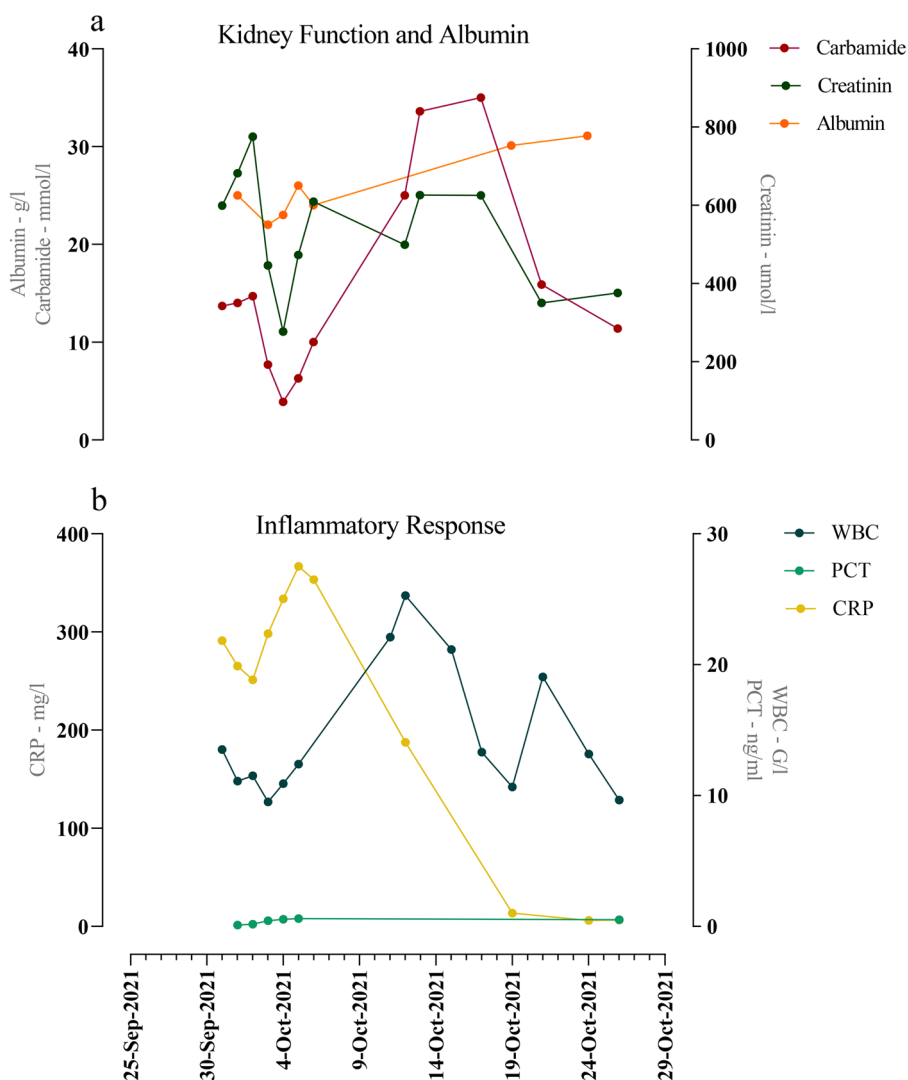 a
Kidney Function and Albumin
40
30
20
10
0
Albumin - g/l
Carbamide - mmol/l
1000
800
600
400
200
0
Creatinin - umol/l
Carbamide
Creatinin
Albumin
b
Inflammatory Response
400
300
200
100
0
CRP - mg/l
30
20
10
0
WBC - G/l
PCT - ng/ml
WBC
PCT
CRP
25-Sep-2021
30-Sep-2021
4-Oct-2021
9-Oct-2021
14-Oct-2021
19-Oct-2021
24-Oct-2021
29-Oct-2021